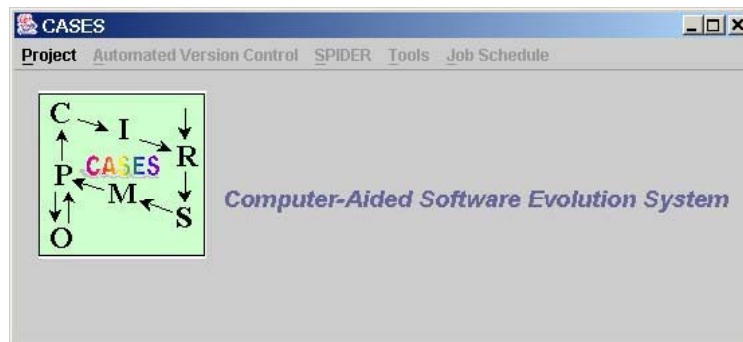 CASES
Project Automated Version Control SPIDER Tools Job Schedule
C
I
R
CASES
P
M
S
O
Computer-Aided Software Evolution System